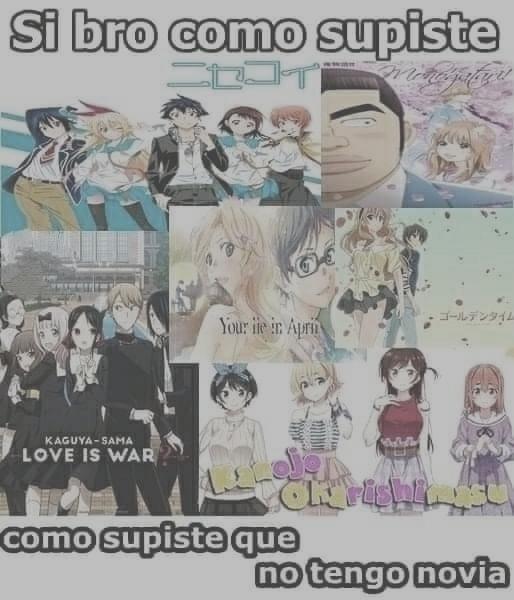 Si bro como supiste
ニセコイ
Monogatari!!
Your lie in April
ゴールデンタイム
KAGUYA-SAMA
LOVE IS WAR?
Kanojo
Okarishimasu
como supiste que
no tengo novia